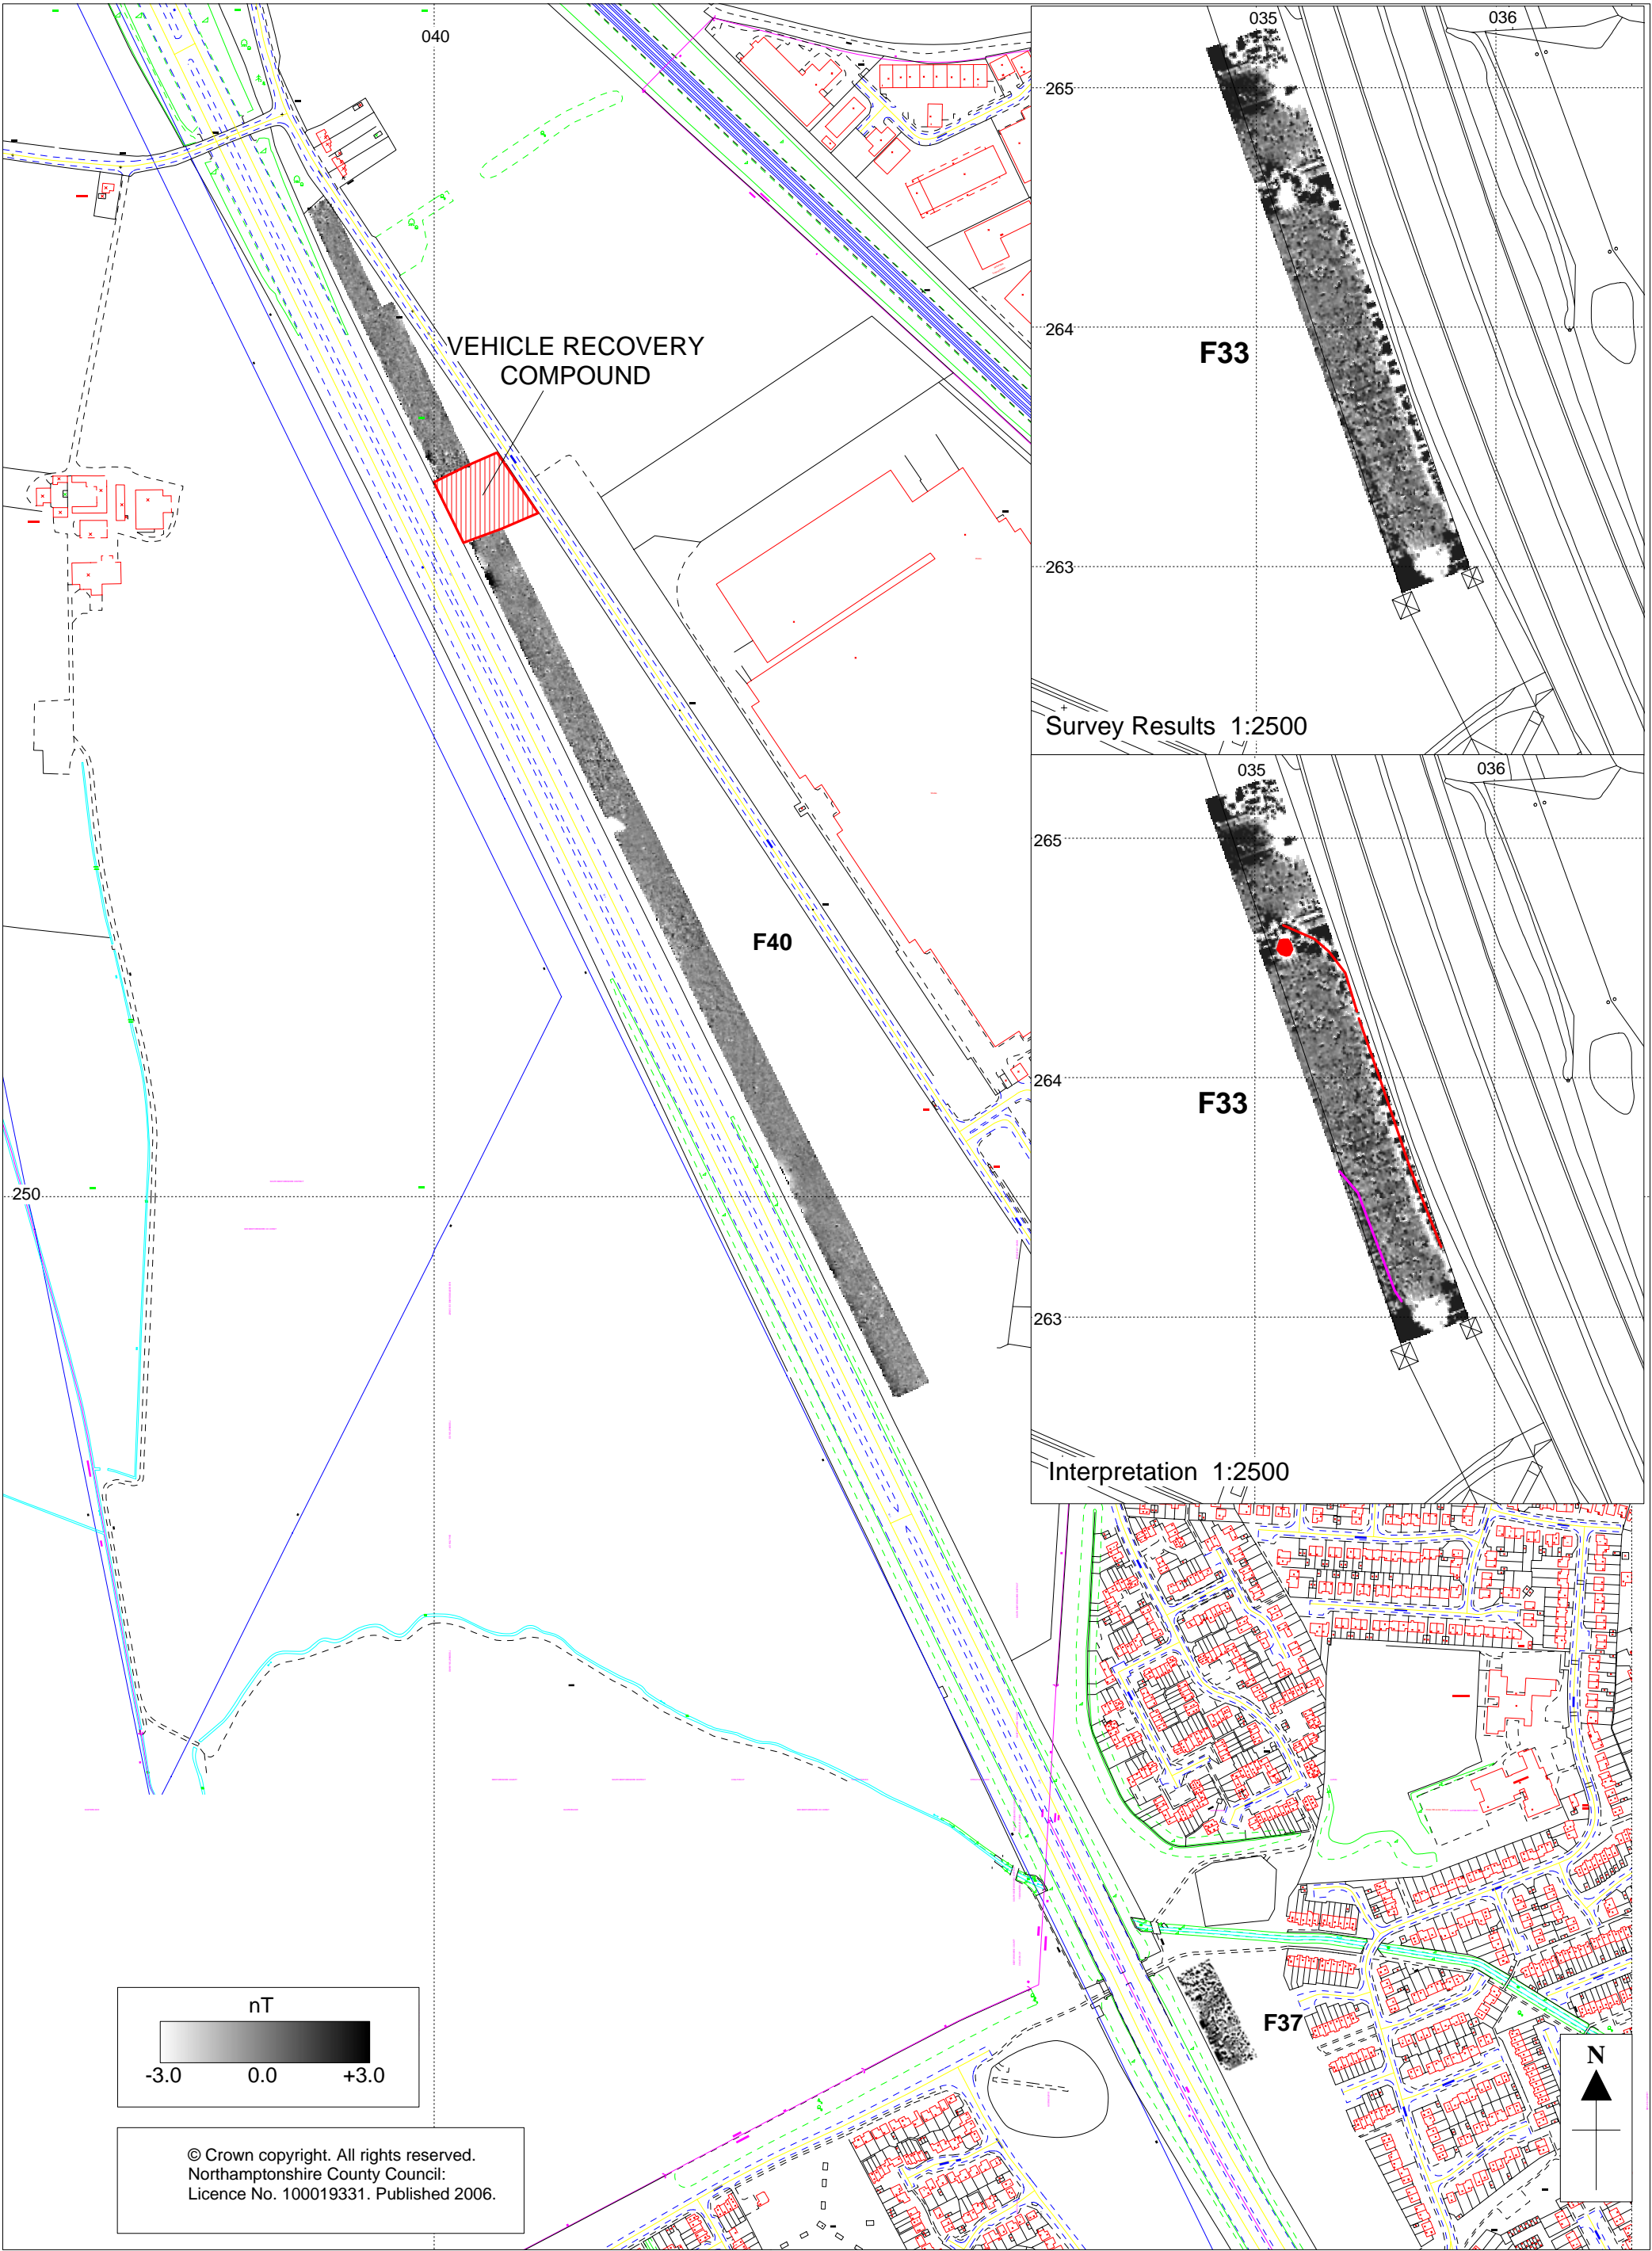 040
035
036
265
VEHICLE RECOVERY
COMPOUND
264
F33
263
Survey Results 1:2500
035
036
265
F40
264
F33
250
263
Interpretation 1:2500
nT
-3.0 0.0 +3.0
F37
N
© Crown copyright. All rights reserved.
Northamptonshire County Council:
Licence No. 100019331. Published 2006.